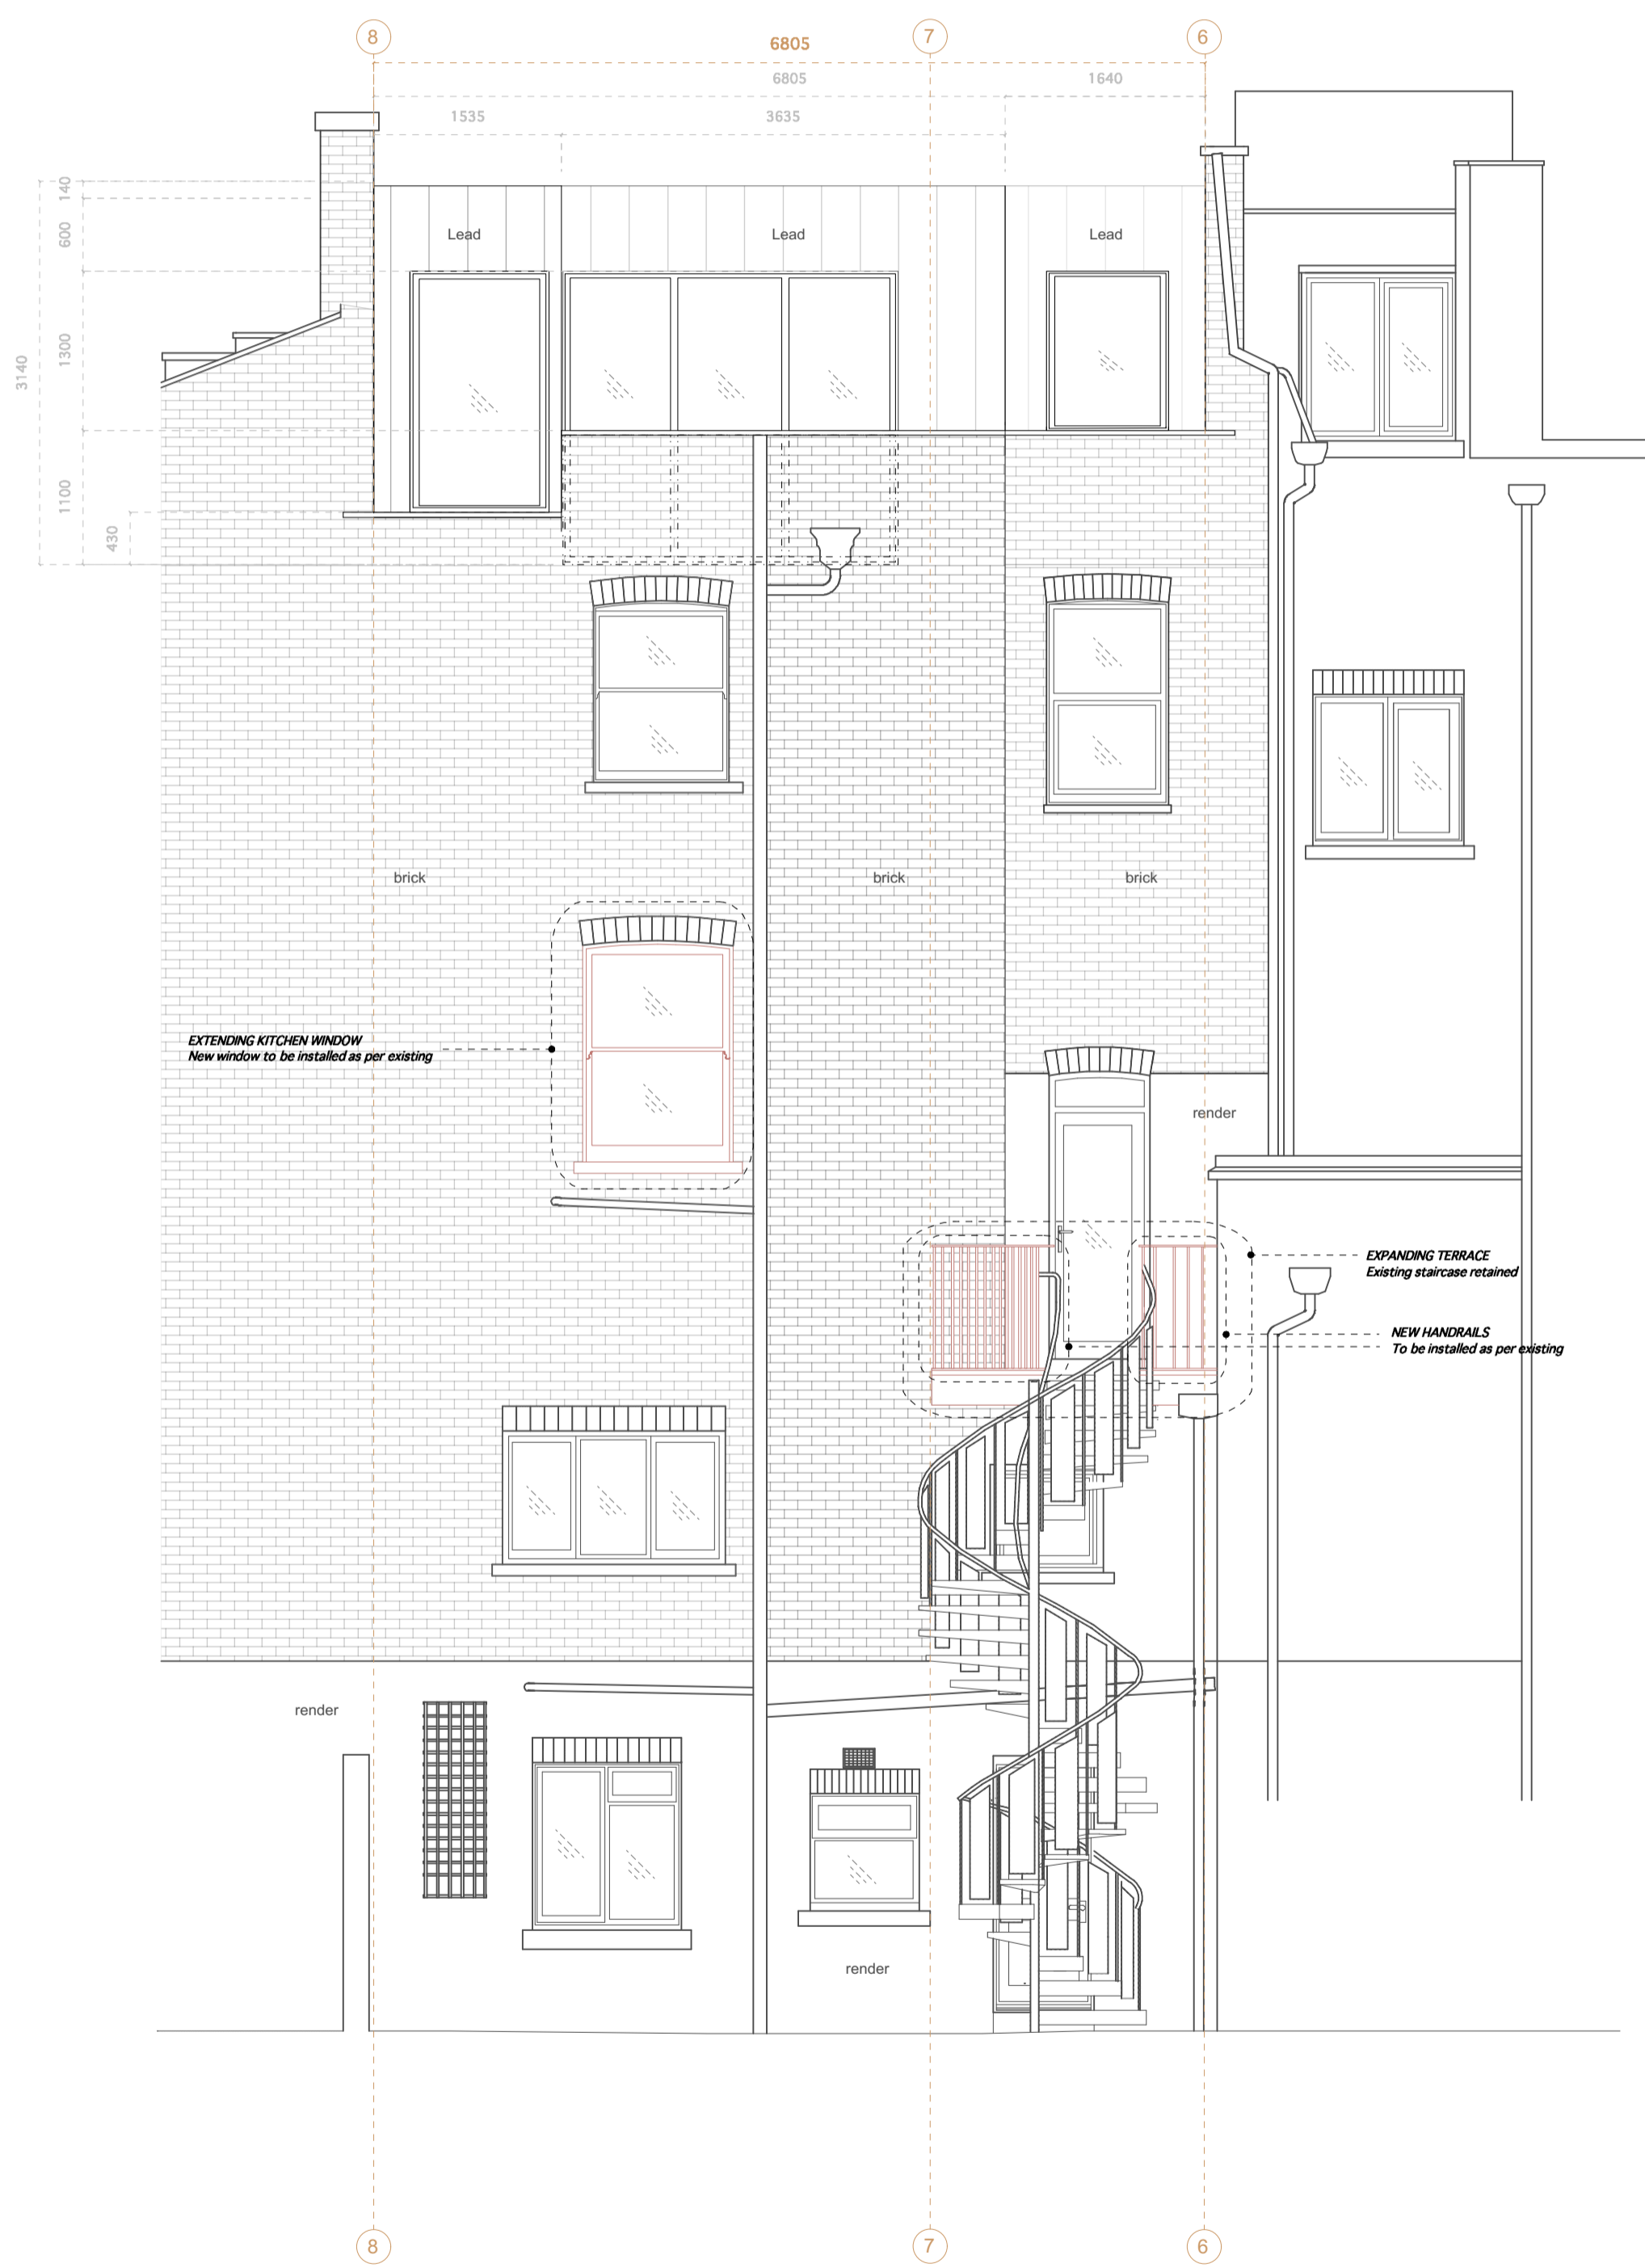 8
7
6
6805
6805
1640
1535
3635
140
600
1300
3140
1100
430
Lead
Lead
Lead
brick
brick
brick
EXTENDING KITCHEN WINDOW
New window to be installed as per existing
render
EXPANDING TERRACE
Existing staircase retained
NEW HANDRAILS
To be installed as per existing
render
render
8
7
6